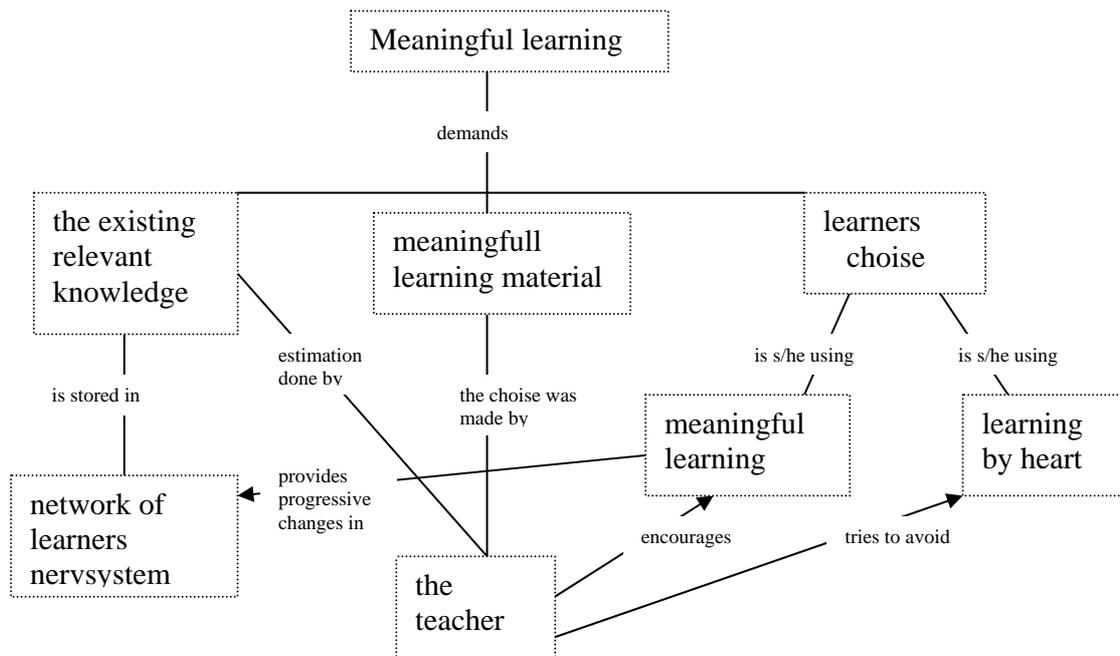 Meaningful learning
demands
the existing
relevant
knowledge
meaningfull
learning material
learners
choise
estimation
done by
is s/he using
is s/he using
is stored in
the choise was
made by
meaningful
learning
learning
by heart
provides
progressive
changes in
network of
learners
nervsystem
encourages
tries to avoid
the
teacher